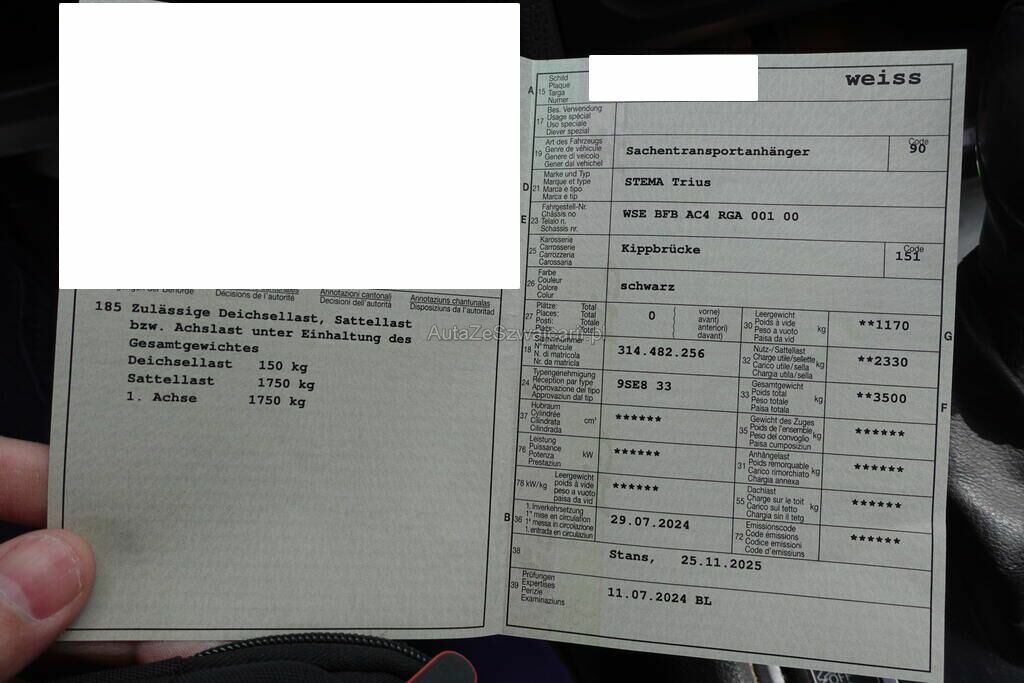 Décisions de l'autorité
Annotazioni cantonali
Decisioni dell'autorità
Annotaziuns chantunalas
Disposiziuns da l'autoritad
185 Zulässige Deichsellast, Sattellast
bzw. Achslast unter Einhaltung des
Gesamtgewichtes
Deichsellast 150 kg
Sattellast 1750 kg
1. Achse 1750 kg
AutaZeSzwajcarii.pl
A 15 Schild
Plaque
Targa
Numer
weiss
17 Bes. Verwendung
Usage spécial
Uso speciale
Diever spezial
19 Art des Fahrzeugs
Genre de véhicule
Genere di veicolo
Gener dal vehichel
Sachentransportanhänger
Code
90
D 21 Marke und Typ
Marque et type
Marca e tipo
Marca e tip
STEMA Trius
E 23 Fahrgestell-Nr.
Châssis no
Telaio n.
Schassis nr.
WSE BFB AC4 RGA 001 00
25 Karosserie
Carrosserie
Carrozzeria
Carossaria
Kippbrücke
Code
151
26 Farbe
Couleur
Colore
Colur
schwarz
27 Plätze: Total
Places: Total
Posti: Totale
Total
0
vorne)
avant)
anteriori)
davant)
30 Leergewicht
Poids à vide
Peso a vuoto
Paisa da vid
kg
**1170
G
18
N° matricule
N. di matricola
Nr. da matricla
314.482.256
32 Nutz-/Sattellast
Charge utile/sellette
Carico utile/sella
Chargia utila/sella
kg
**2330
24 Typengenehmigung
Réception par type
Approvazione del tipo
Approvaziun dal tip
9SE8 33
33 Gesamtgewicht
Poids total
Peso totale
Paisa totala
kg
**3500
F
37 Hubraum
Cylindrée
Cilindrata
Cilindrada
cm³
******
35 Gewicht des Zuges
Poids de l'ensemble
Peso del convoglio
Paisa cumposiziun
kg
******
76 Leistung
Puissance
Potenza
Prestaziun
kW
******
31 Anhängelast
Poids remorquable
Carico rimorchiato
Chargia annexa
kg
******
78 kW/kg
Leergewicht
poids à vide
peso a vuoto
paisa da vid
******
55 Dachlast
Charge sur le toit
Carico sul tetto
Chargia sin il tetg
kg
******
B 36 1. Inverkehrsetzung
1re mise en circulation
1a messa in circolazione
1. entrada en circulaziun
29.07.2024
72 Emissionscode
Code émissions
Codice emissioni
Code d'emissiuns
******
38
Stans, 25.11.2025
39 Prüfungen
Expertises
Perizie
Examinaziuns
11.07.2024 BL